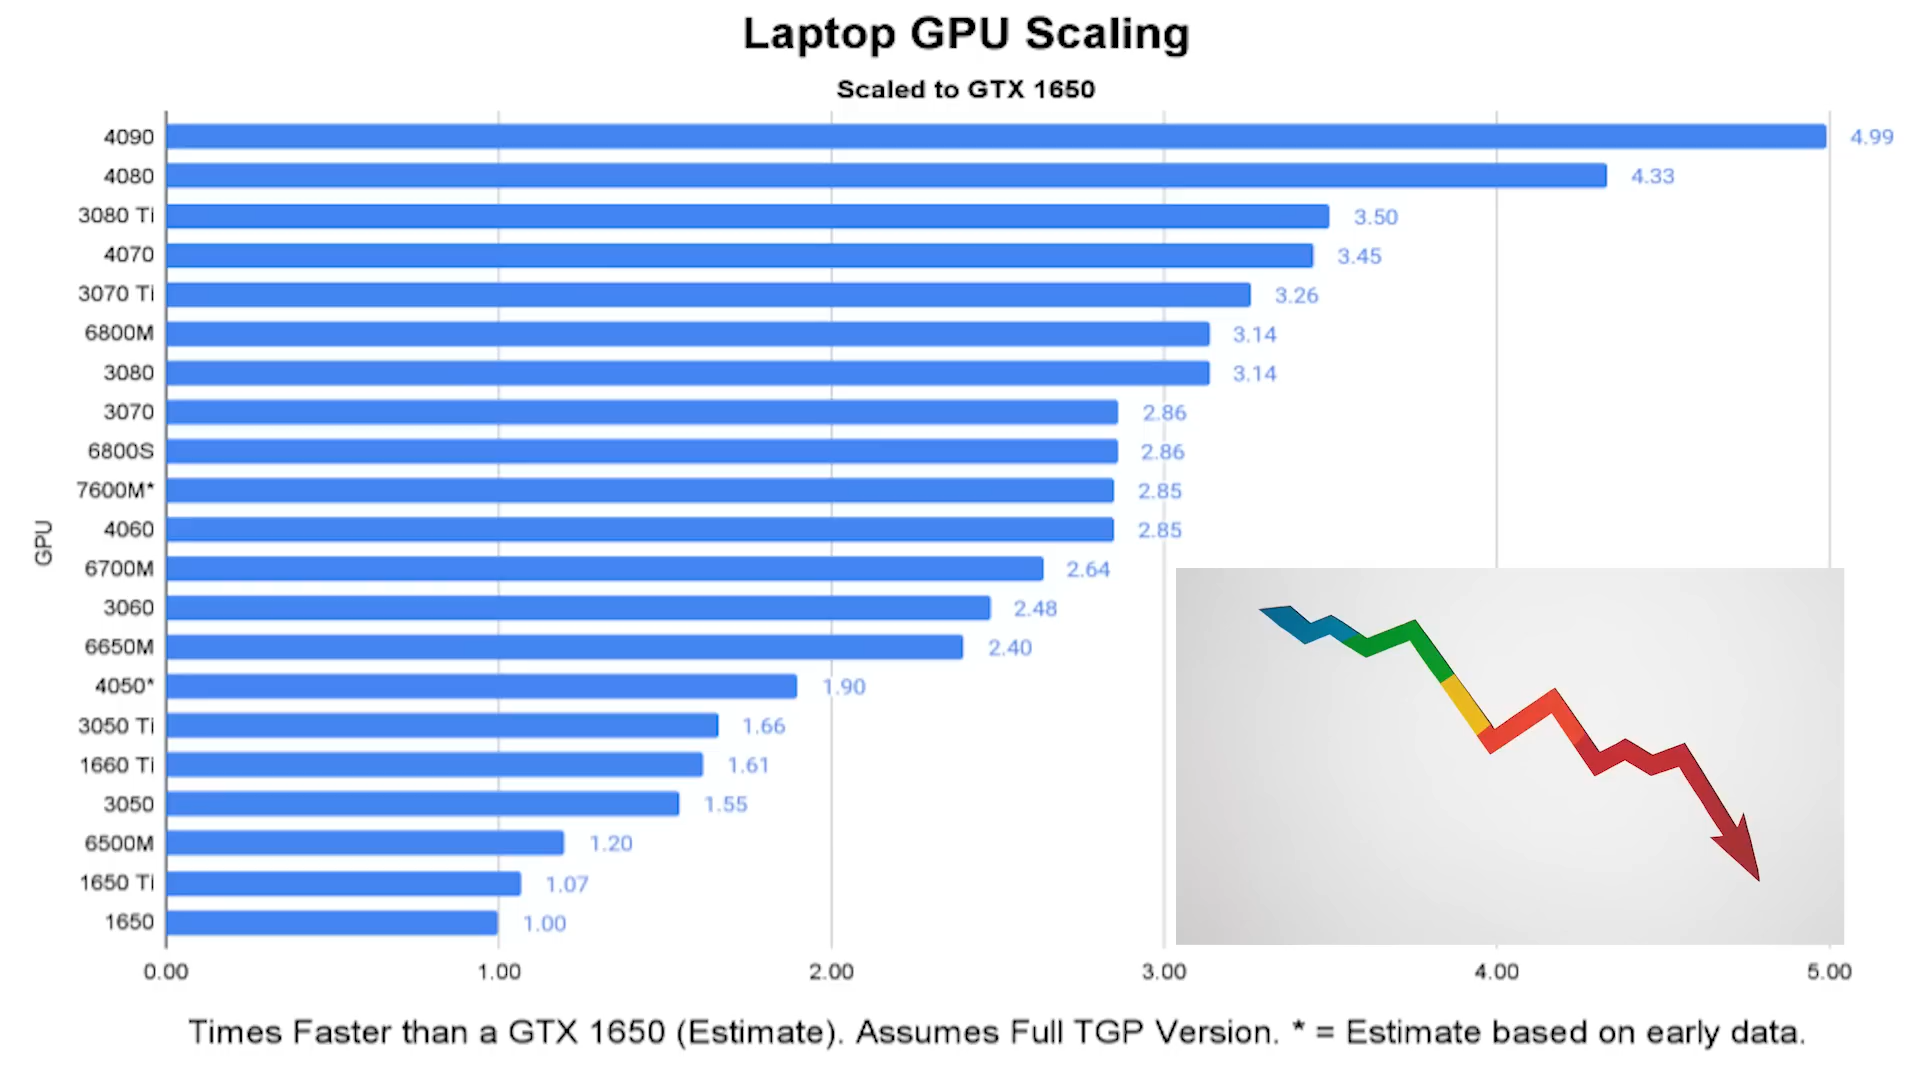 Laptop GPU Scaling
Scaled to GTX 1650
GPU
4090 4.99
4080 4.33
3080 Ti 3.50
4070 3.45
3070 Ti 3.26
6800M 3.14
3080 3.14
3070 2.86
6800S 2.86
7600M* 2.85
4060 2.85
6700M 2.64
3060 2.48
6650M 2.40
4050* 1.90
3050 Ti 1.66
1660 Ti 1.61
3050 1.55
6500M 1.20
1650 Ti 1.07
1650 1.00
0.00 1.00 2.00 3.00 4.00 5.00
Times Faster than a GTX 1650 (Estimate). Assumes Full TGP Version. * = Estimate based on early data.